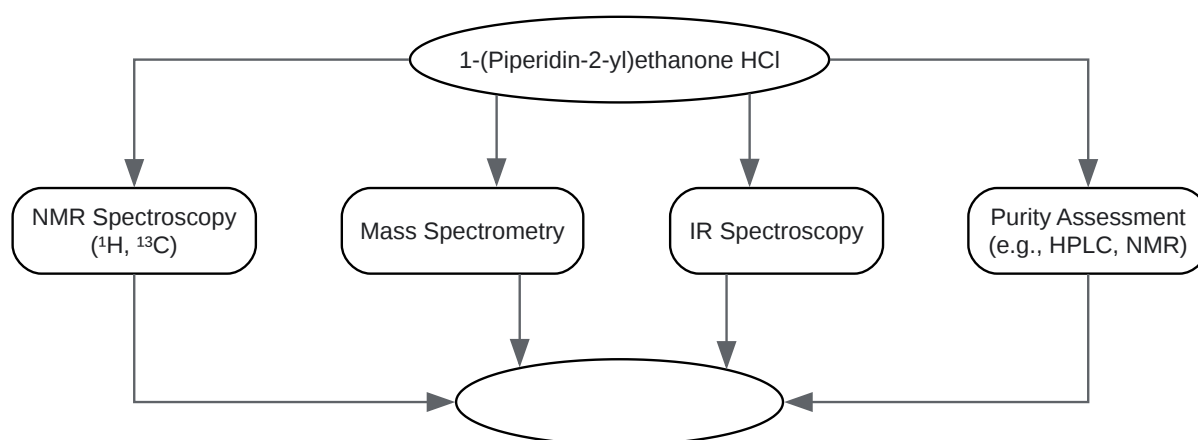 1-(Piperidin-2-yl)ethanone HCl
NMR Spectroscopy
(¹H, ¹³C)
Mass Spectrometry
IR Spectroscopy
Purity Assessment
(e.g., HPLC, NMR)